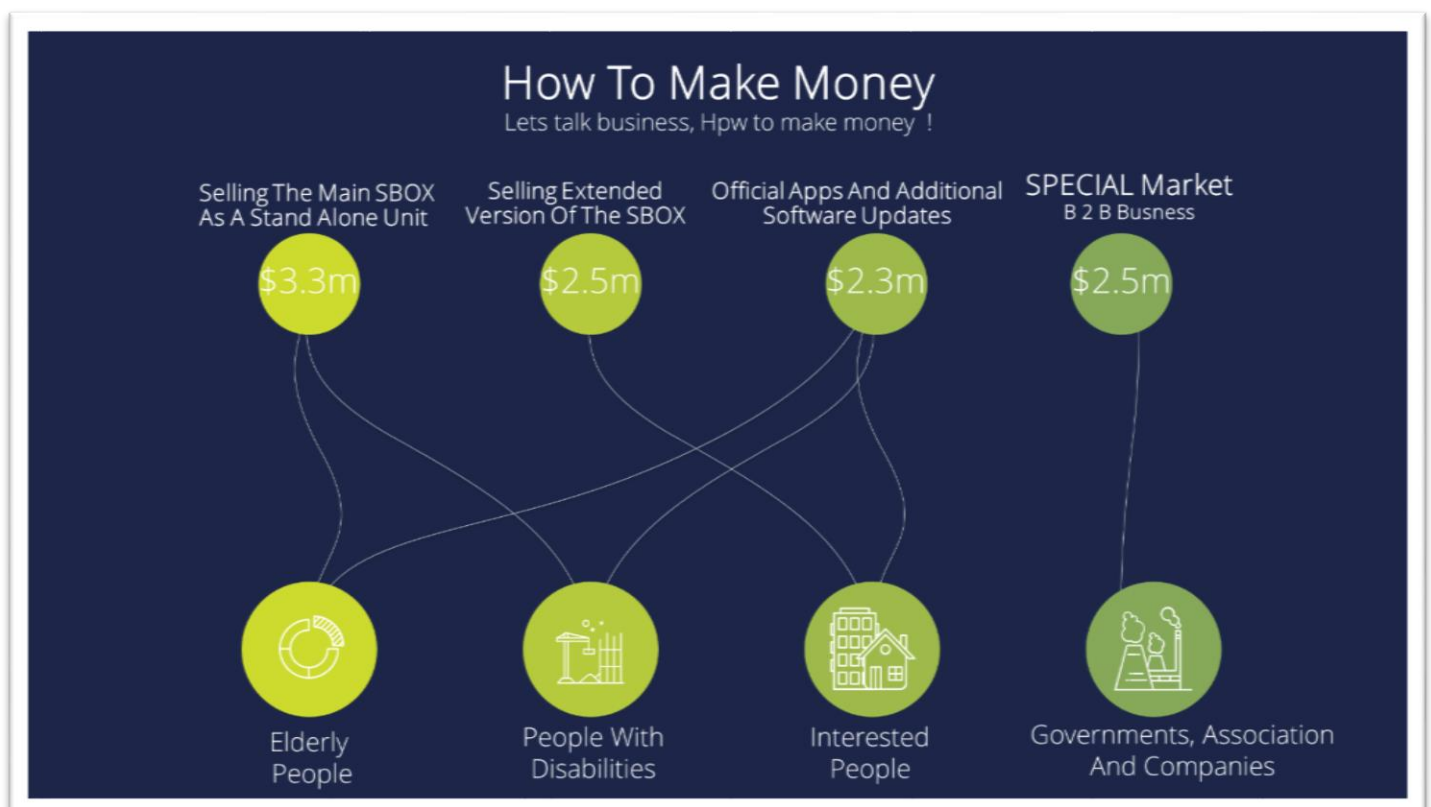 How To Make Money
Lets talk business, Hpw to make money !
Selling The Main SBOX
As A Stand Alone Unit
Selling Extended
Version Of The SBOX
Official Apps And Additional
Software Updates
SPECIAL Market
B 2 B Busness
$3.3m
$2.5m
$2.3m
$2.5m
Elderly
People
People With
Disabilities
Interested
People
Governments, Association
And Companies